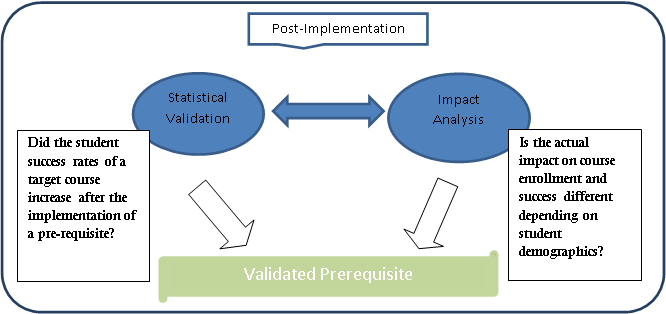 Post-Implementation
Statistical
Validation
Impact
Analysis
Did the student
success rates of a
target course
increase after the
implementation of
a pre-requisite?
Is the actual
impact on course
enrollment and
success different
depending on
student
demographics?
Validated Prerequisite